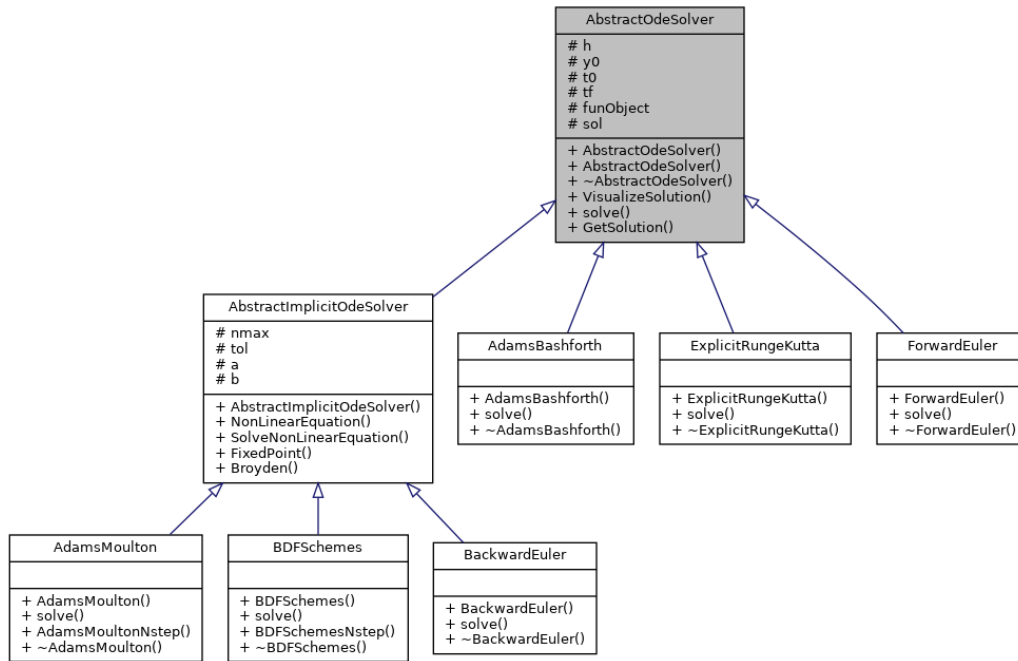 AbstractOdeSolver
# h
# y0
# t0
# tf
# funObject
# sol
+ AbstractOdeSolver()
+ AbstractOdeSolver()
+ ~AbstractOdeSolver()
+ VisualizeSolution()
+ solve()
+ GetSolution()
AbstractImplicitOdeSolver
# nmax
# tol
# a
# b
+ AbstractImplicitOdeSolver()
+ NonLinearEquation()
+ SolveNonLinearEquation()
+ FixedPoint()
+ Broyden()
AdamsBashforth
+ AdamsBashforth()
+ solve()
+ ~AdamsBashforth()
ExplicitRungeKutta
+ ExplicitRungeKutta()
+ solve()
+ ~ExplicitRungeKutta()
ForwardEuler
+ ForwardEuler()
+ solve()
+ ~ForwardEuler()
AdamsMoulton
+ AdamsMoulton()
+ solve()
+ AdamsMoultonNstep()
+ ~AdamsMoulton()
BDFSchemes
+ BDFSchemes()
+ solve()
+ BDFSchemesNstep()
+ ~BDFSchemes()
BackwardEuler
+ BackwardEuler()
+ solve()
+ ~BackwardEuler()